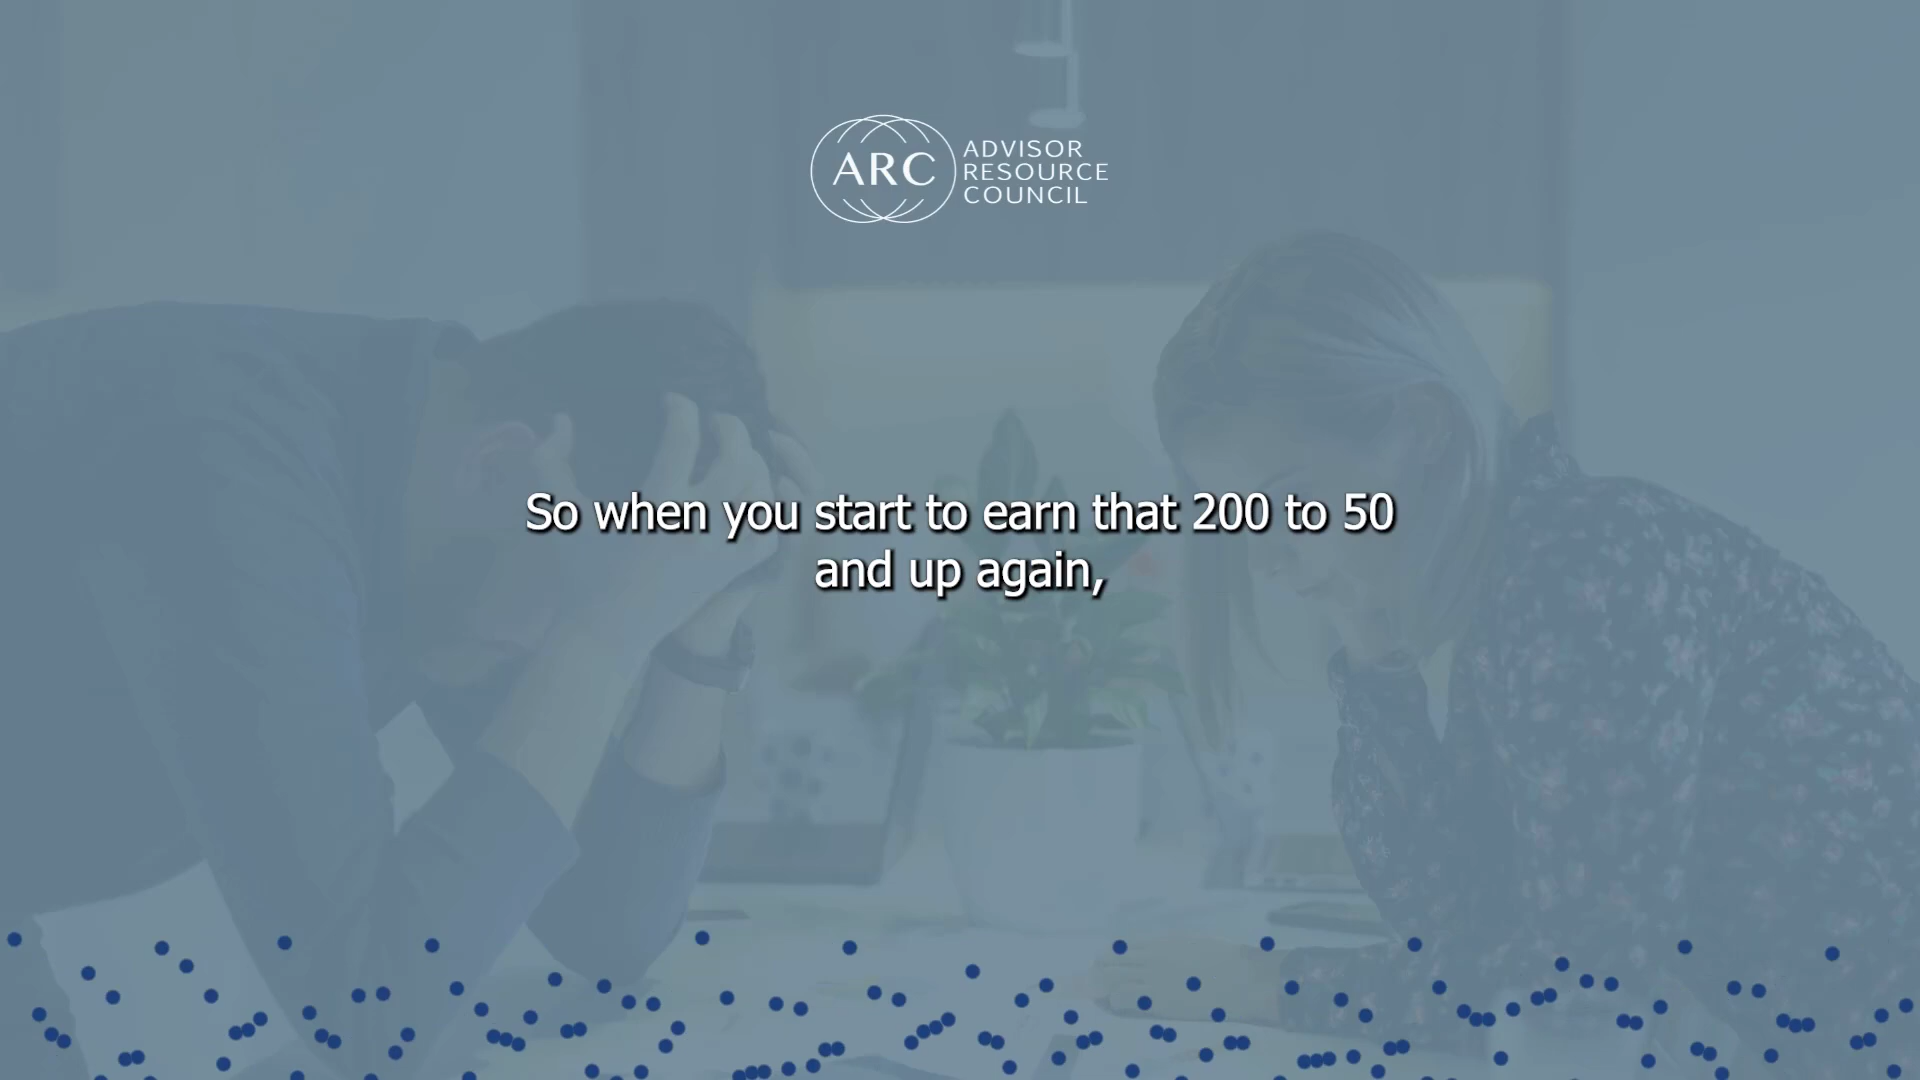 ARC
ADVISOR
RESOURCE
COUNCIL
So when you start to earn that 200 to 50
and up again,